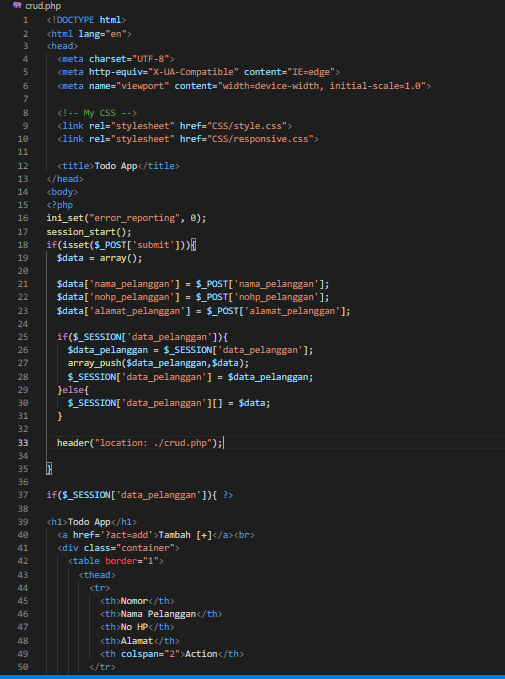 crud.php
1 <!DOCTYPE html>
2 <html lang="en">
3 <head>
4   <meta charset="UTF-8">
5   <meta http-equiv="X-UA-Compatible" content="IE=edge">
6   <meta name="viewport" content="width=device-width, initial-scale=1.0">
7
8   <!-- My CSS -->
9   <link rel="stylesheet" href="CSS/style.css">
10   <link rel="stylesheet" href="CSS/responsive.css">
11
12   <title>Todo App</title>
13 </head>
14 <body>
15 <?php
16 ini_set("error_reporting", 0);
17 session_start();
18 if(isset($_POST['submit'])){
19   $data = array();
20
21   $data['nama_pelanggan'] = $_POST['nama_pelanggan'];
22   $data['nohp_pelanggan'] = $_POST['nohp_pelanggan'];
23   $data['alamat_pelanggan'] = $_POST['alamat_pelanggan'];
24
25   if($_SESSION['data_pelanggan']){
26     $data_pelanggan = $_SESSION['data_pelanggan'];
27     array_push($data_pelanggan,$data);
28     $_SESSION['data_pelanggan'] = $data_pelanggan;
29   }else{
30     $_SESSION['data_pelanggan'][] = $data;
31   }
32
33   header("location: ./crud.php");
34
35 }
36
37 if($_SESSION['data_pelanggan']){ ?>
38
39 <h1>Todo App</h1>
40   <a href='?act=add'>Tambah [+]</a><br>
41   <div class="container">
42     <table border="1">
43       <thead>
44         <tr>
45           <th>Nomor</th>
46           <th>Nama Pelanggan</th>
47           <th>No HP</th>
48           <th>Alamat</th>
49           <th colspan="2">Action</th>
50         </tr>